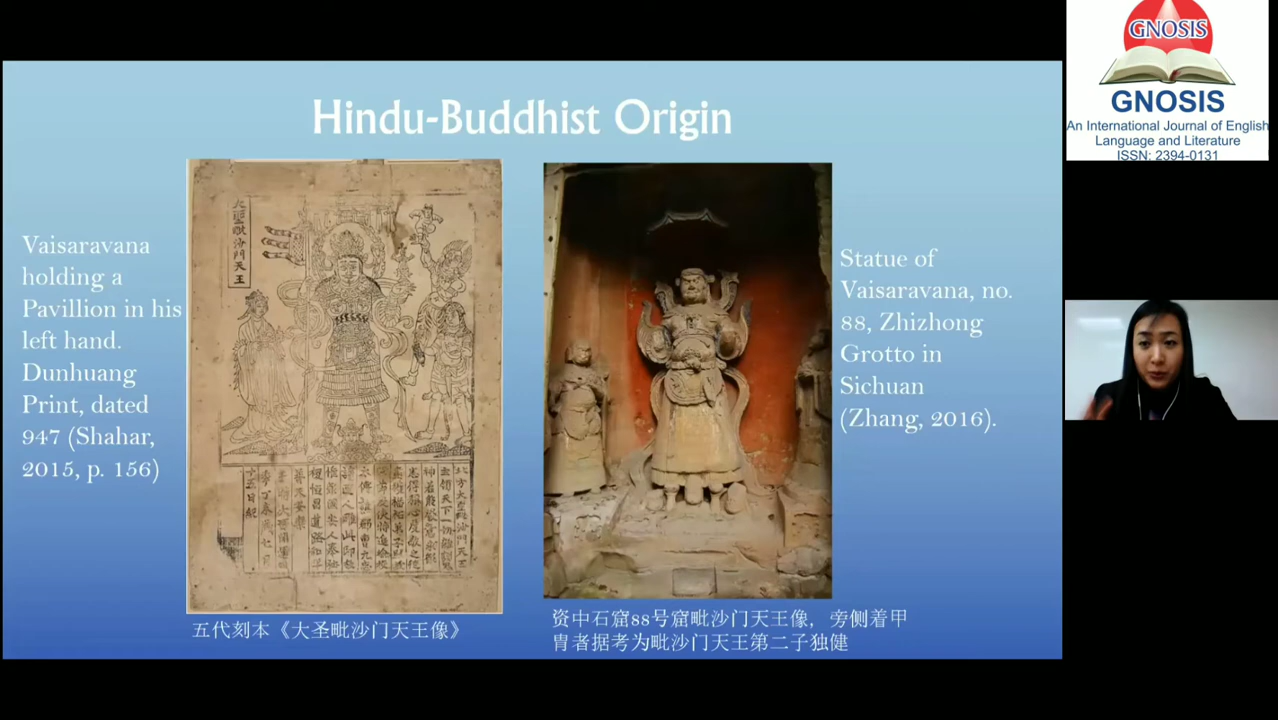 Hindu-Buddhist Origin
Vaisaravana
holding a
Pavillion in his
left hand.
Dunhuang
Print, dated
947 (Shahar,
2015, p. 156)
大聖毗沙門天王
五代刻本《大圣毗沙门天王像》
Statue of
Vaisaravana, no.
88, Zhizhong
Grotto in
Sichuan
(Zhang, 2016).
资中石窟88号窟毗沙门天王像，旁侧着甲
胄者据考为毗沙门天王第二子独健
GNOSIS
GNOSIS
An International Journal of English
Language and Literature
ISSN: 2394-0131